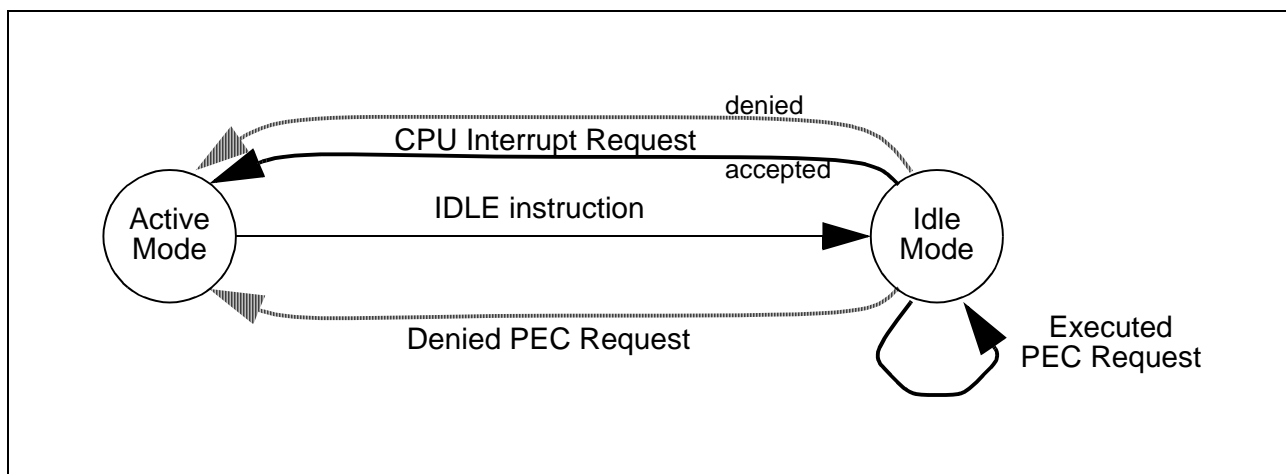 denied
CPU Interrupt Request
accepted
Active
Mode
IDLE instruction
Idle
Mode
Denied PEC Request
Executed
PEC Request